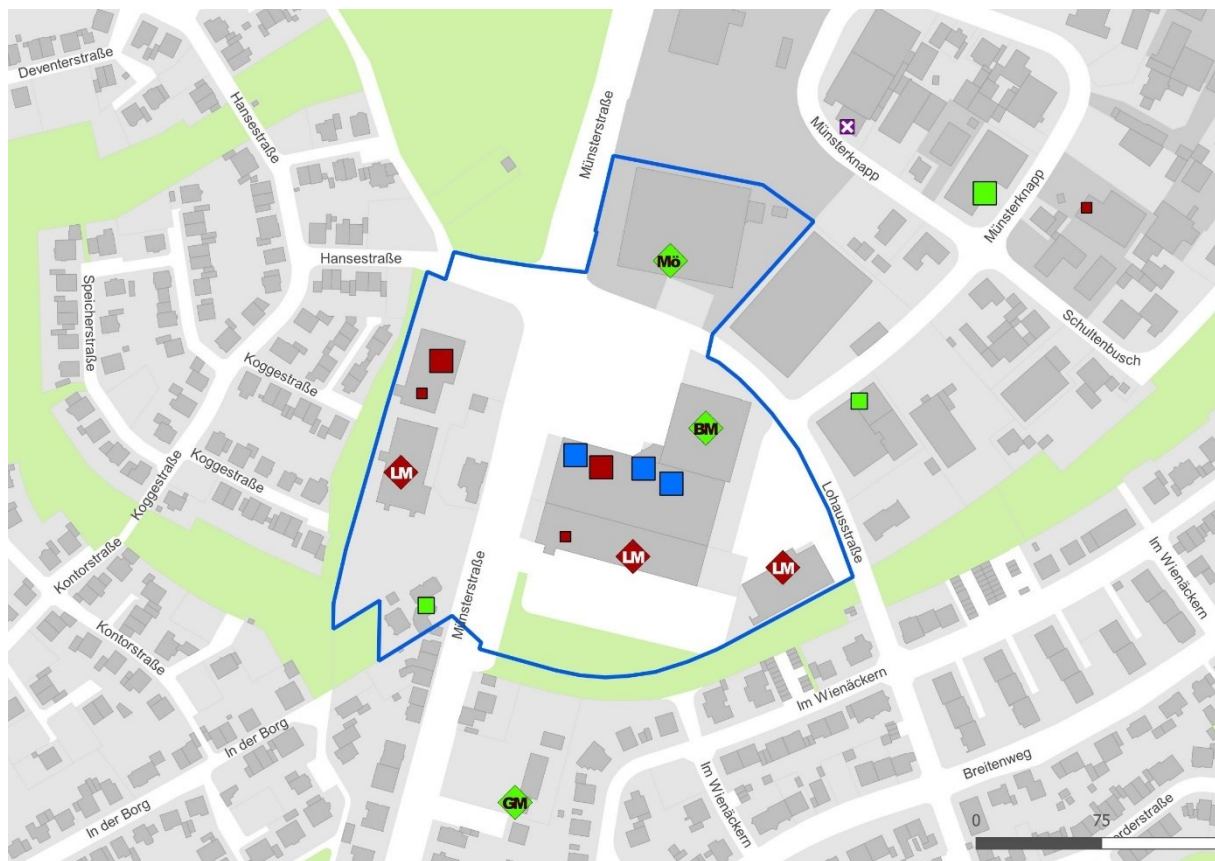 Deventerstraße
Hansestraße
Münsterstraße
Münsterknapp
Münsterknapp
Hansestraße
Mö
Speicherstraße
Schultenbusch
Koggestraße
BM
Koggestraße
Koggestraße
LM
Lohausstraße
LM
LM
Im Wienäckern
Kontorstraße
Münsterstraße
Kontorstraße
Im Wienäckern
In der Borg
Breitenweg
Im Wienäckern
In der Borg
GM
0
75